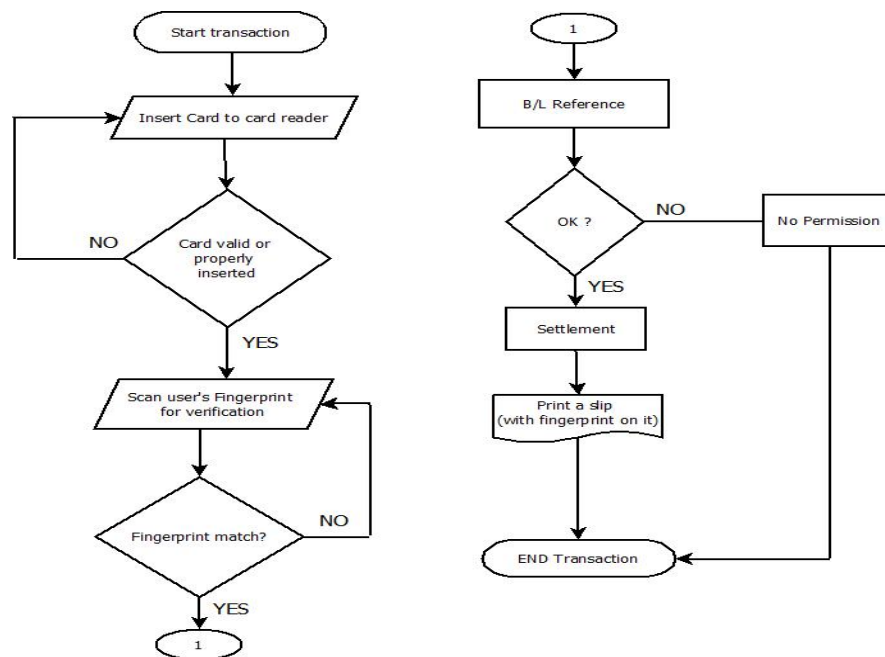 Start transaction
Insert Card to card reader
NO
Card valid or
properly
inserted
YES
Scan user's Fingerprint
for verification
Fingerprint match?
NO
YES
1
1
B/L Reference
OK ?
NO
No Permission
YES
Settlement
Print a slip
(with fingerprint on it)
END Transaction